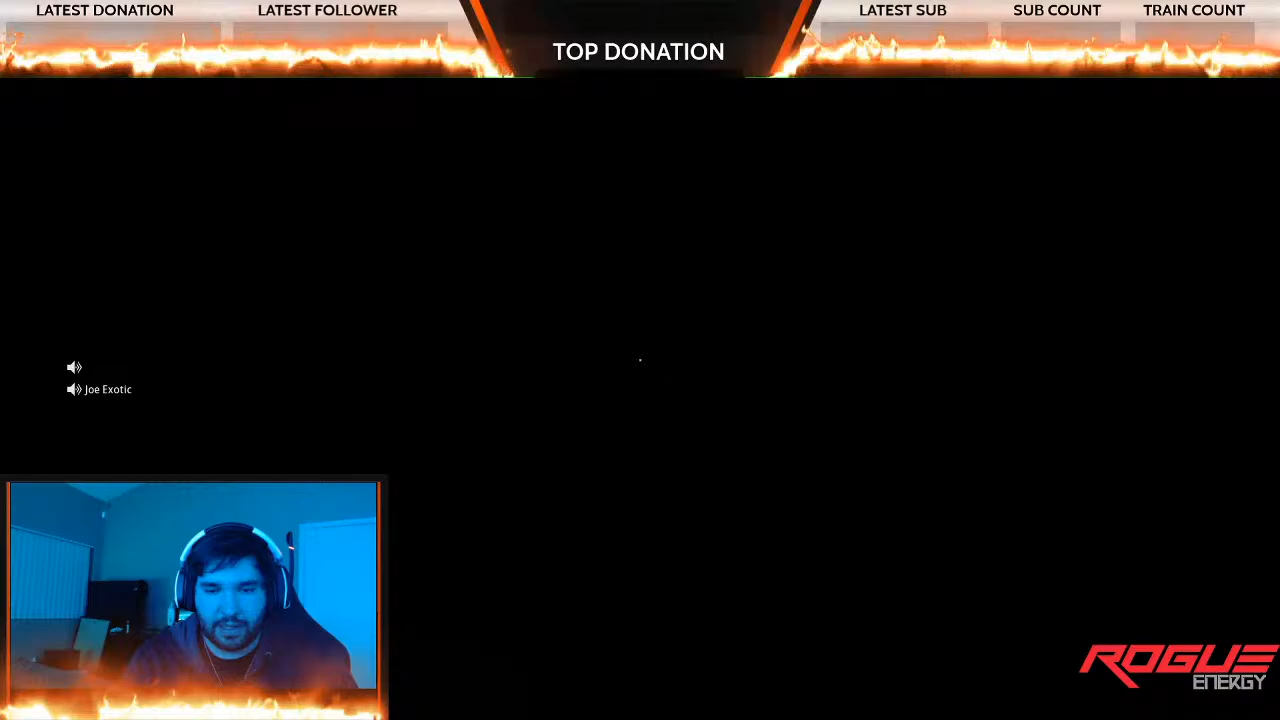 LATEST DONATION
LATEST FOLLOWER
TOP DONATION
LATEST SUB
SUB COUNT
TRAIN COUNT
Joe Exotic
ROGUE
ENERGY